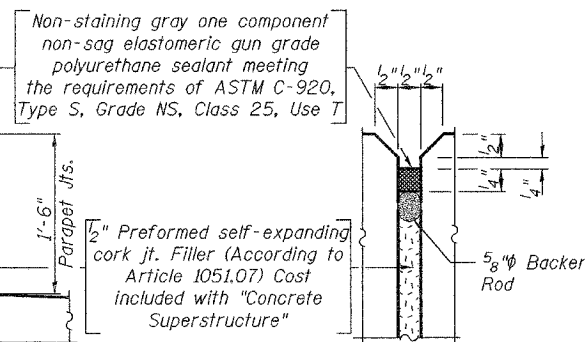 Non-staining gray one component
non-sag elastomeric gun grade
polyurethane sealant meeting
the requirements of ASTM C-920,
Type S, Grade NS, Class 25, Use T
1/2" 1/2" 1/2"
1/2"
1/4"
1/4"
1'-6"
Parapet Jts.
1/2" Preformed self-expanding
cork jt. Filler (According to
Article 1051.07) Cost
included with "Concrete
Superstructure"
5/8"φ Backer
Rod